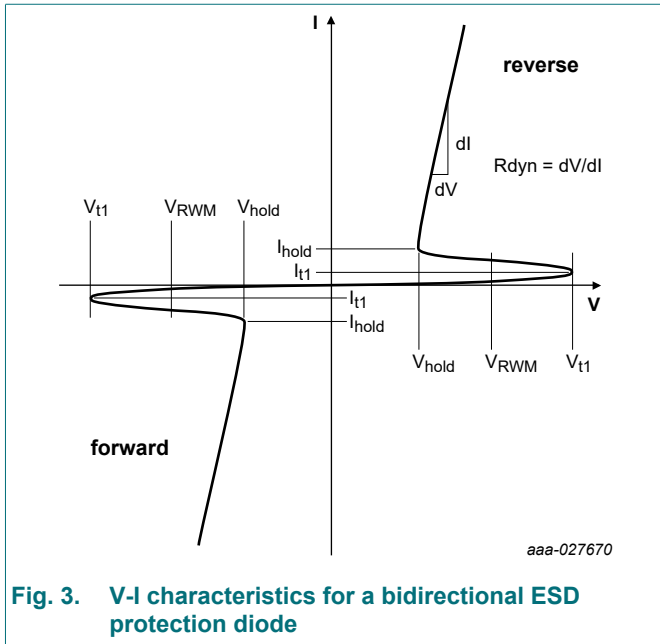 I
reverse
dI
Rdyn = dV/dI
dV
Vt1
VRWM
Vhold
Ihold
It1
V
It1
Ihold
Vhold
VRWM
Vt1
forward
aaa-027670
Fig. 3. V-I characteristics for a bidirectional ESD
protection diode